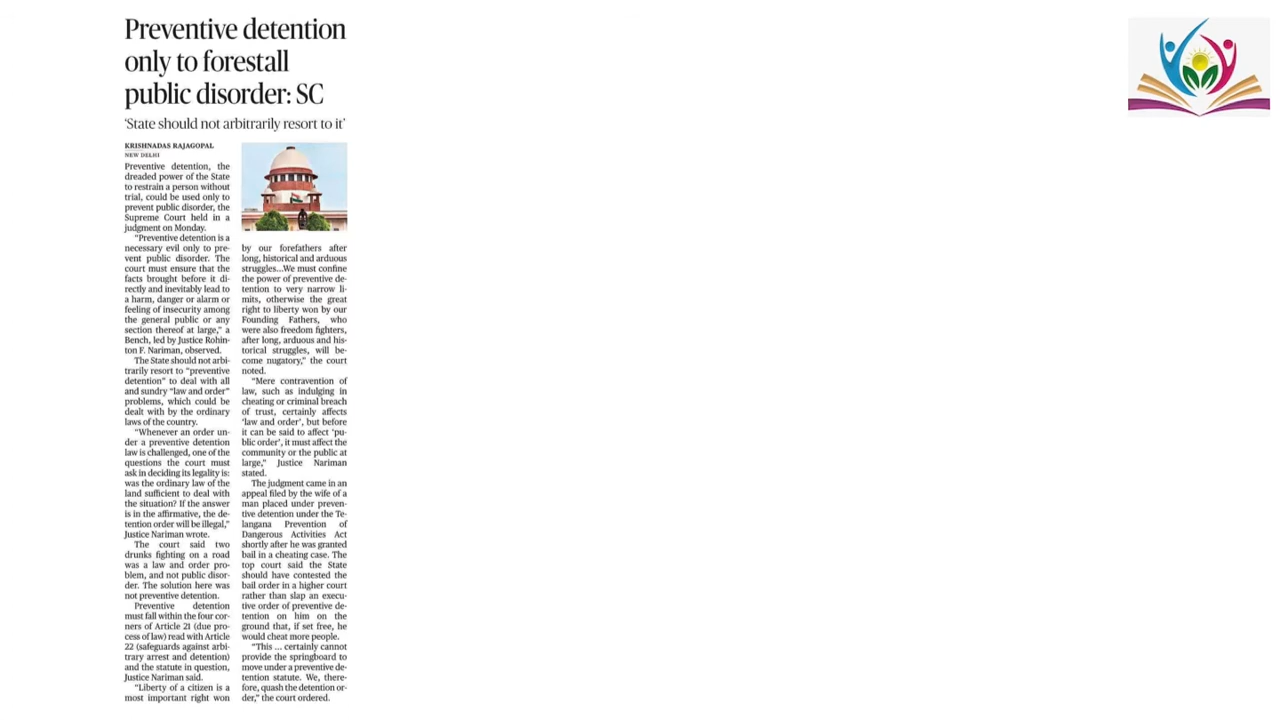 Preventive detention
only to forestall
public disorder: SC
‘State should not arbitrarily resort to it’
KRISHNADAS RAJAGOPAL
NEW DELHI
Preventive detention, the
dreaded power of the State
to restrain a person without
trial, could be used only to
prevent public disorder, the
Supreme Court held in a
judgment on Monday.
“Preventive detention is a
necessary evil only to pre-
vent public disorder. The
court must ensure that the
facts brought before it di-
rectly and inevitably lead to
a harm, danger or alarm or
feeling of insecurity among
the general public or any
section thereof at large,” a
Bench, led by Justice Rohin-
ton F. Nariman, observed.
The State should not arbi-
trarily resort to “preventive
detention” to deal with all
and sundry “law and order”
problems, which could be
dealt with by the ordinary
laws of the country.
“Whenever an order un-
der a preventive detention
law is challenged, one of the
questions the court must
ask in deciding its legality is:
was the ordinary law of the
land sufficient to deal with
the situation? If the answer
is in the affirmative, the de-
tention order will be illegal,”
Justice Nariman wrote.
The court said two
drunks fighting on a road
was a law and order pro-
blem, and not public disor-
der. The solution here was
not preventive detention.
Preventive detention
must fall within the four cor-
ners of Article 21 (due pro-
cess of law) read with Article
22 (safeguards against arbi-
trary arrest and detention)
and the statute in question,
Justice Nariman said.
“Liberty of a citizen is a
most important right won
by our forefathers after
long, historical and arduous
struggles...We must confine
the power of preventive de-
tention to very narrow li-
mits, otherwise the great
right to liberty won by our
Founding Fathers, who
were also freedom fighters,
after long, arduous and his-
torical struggles, will be-
come nugatory,” the court
noted.
“Mere contravention of
law, such as indulging in
cheating or criminal breach
of trust, certainly affects
‘law and order’, but before
it can be said to affect ‘pu-
blic order’, it must affect the
community or the public at
large,” Justice Nariman
stated.
The judgment came in an
appeal filed by the wife of a
man placed under preven-
tive detention under the Te-
langana Prevention of
Dangerous Activities Act
shortly after he was granted
bail in a cheating case. The
top court said the State
should have contested the
bail order in a higher court
rather than slap an execu-
tive order of preventive de-
tention on him on the
ground that, if set free, he
would cheat more people.
“This ... certainly cannot
provide the springboard to
move under a preventive de-
tention statute. We, there-
fore, quash the detention or-
der,” the court ordered.